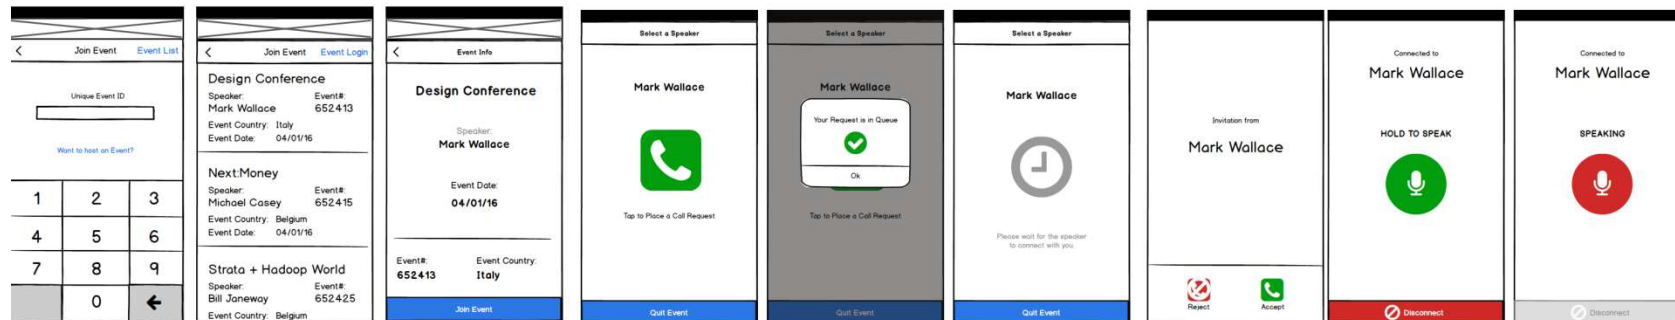 Join Event Event List
Unique Event ID
Want to host an Event?
1 2 3
4 5 6
7 8 9
0
Join Event Event Login
Design Conference
Speaker: Event#:
Mark Wallace 652413
Event Country: Italy
Event Date: 04/01/16
Next:Money
Speaker: Event#:
Michael Casey 652415
Event Country: Belgium
Event Date: 04/01/16
Strata + Hadoop World
Speaker: Event#:
Bill Janeway 652425
Event Country: Belgium
Event Info
Design Conference
Speaker:
Mark Wallace
Event Date:
04/01/16
Event#: Event Country:
652413 Italy
Join Event
Select a Speaker
Mark Wallace
Tap to Place a Call Request
Quit Event
Select a Speaker
Mark Wallace
Your Request is in Queue
Ok
Tap to Place a Call Request
Quit Event
Select a Speaker
Mark Wallace
Please wait for the speaker
to connect with you
Quit Event
Invitation from
Mark Wallace
Reject Accept
Connected to
Mark Wallace
HOLD TO SPEAK
Disconnect
Connected to
Mark Wallace
SPEAKING
Disconnect